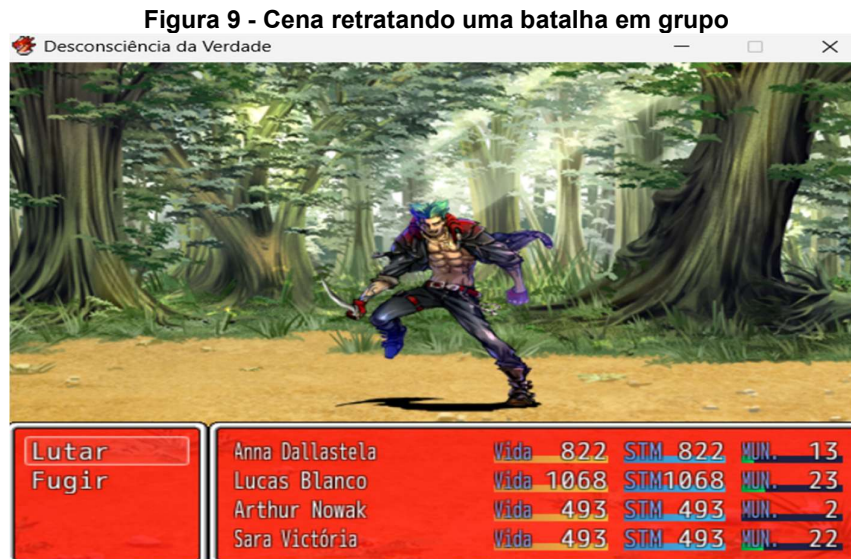 Figura 9 - Cena retratando uma batalha em grupo
Desconsciência da Verdade
Lutar
Fugir
Anna Dallastela Vida 822 STM 822 MUN. 13
Lucas Blanco Vida 1068 STM 1068 MUN. 23
Arthur Nowak Vida 493 STM 493 MUN. 2
Sara Victória Vida 493 STM 493 MUN. 22